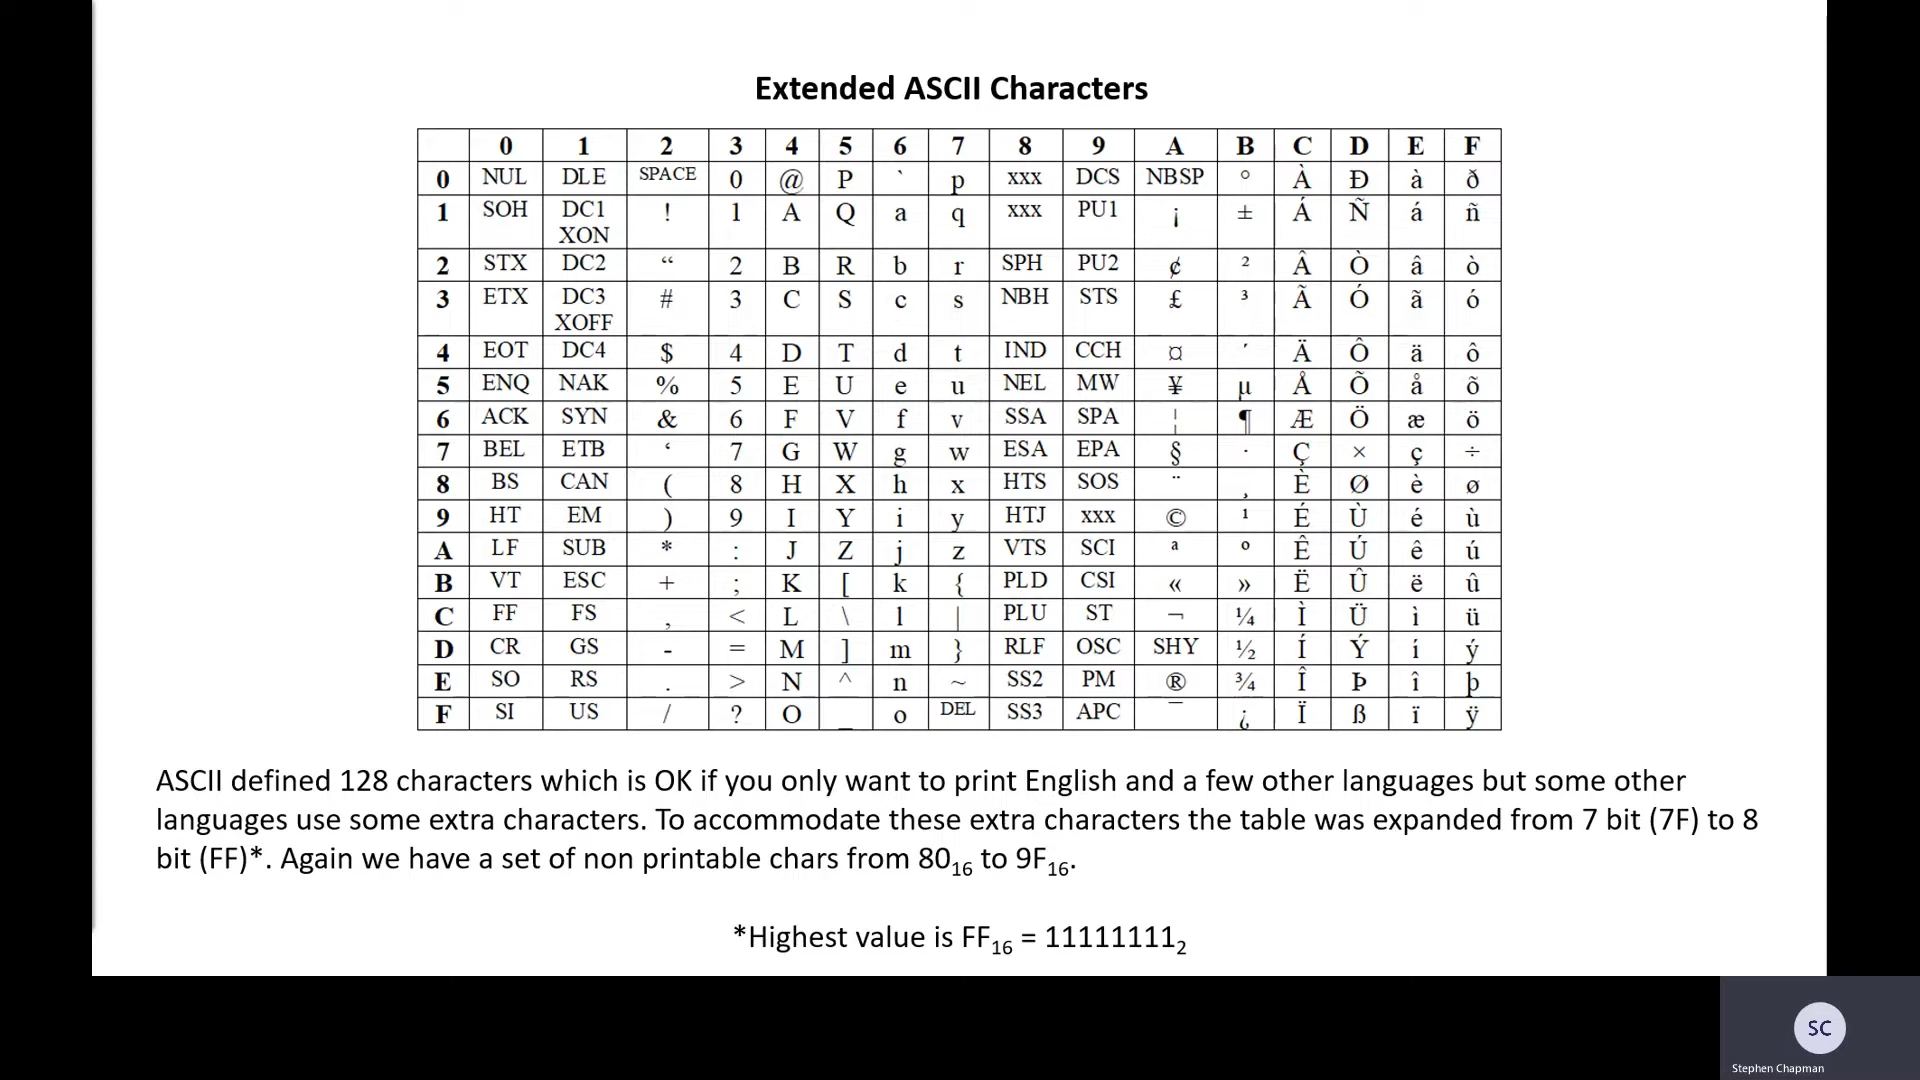 Extended ASCII Characters
0 1 2 3 4 5 6 7 8 9 A B C D E F
0 NUL DLE SPACE 0 @ P ` p xxx DCS NBSP ° À Ð à ð
1 SOH DC1 XON ! 1 A Q a q xxx PU1 ¡ ± Á Ñ á ñ
2 STX DC2 “ 2 B R b r SPH PU2 ¢ ² Â Ò â ò
3 ETX DC3 XOFF # 3 C S c s NBH STS £ ³ Ã Ó ã ó
4 EOT DC4 $ 4 D T d t IND CCH ¤ ´ Ä Ô ä ô
5 ENQ NAK % 5 E U e u NEL MW ¥ µ Å Õ å õ
6 ACK SYN & 6 F V f v SSA SPA ¦ ¶ Æ Ö æ ö
7 BEL ETB ‘ 7 G W g w ESA EPA § · Ç × ç ÷
8 BS CAN ( 8 H X h x HTS SOS ¨ ¸ È Ø è ø
9 HT EM ) 9 I Y i y HTJ xxx © ¹ É Ù é ù
A LF SUB * : J Z j z VTS SCI ª º Ê Ú ê ú
B VT ESC + ; K [ k { PLD CSI « » Ë Û ë û
C FF FS , < L \ l | PLU ST ¬ ¼ Ì Ü ì ü
D CR GS - = M ] m } RLF OSC SHY ½ Í Ý í ý
E SO RS . > N ^ n ~ SS2 PM ® ¾ Î Þ î þ
F SI US / ? O _ o DEL SS3 APC ¯ ¿ Ï ß ï ÿ
ASCII defined 128 characters which is OK if you only want to print English and a few other languages but some other
languages use some extra characters. To accommodate these extra characters the table was expanded from 7 bit (7F) to 8
bit (FF)*. Again we have a set of non printable chars from 80₁₆ to 9F₁₆.
*Highest value is FF₁₆ = 11111111₂
SC
Stephen Chapman